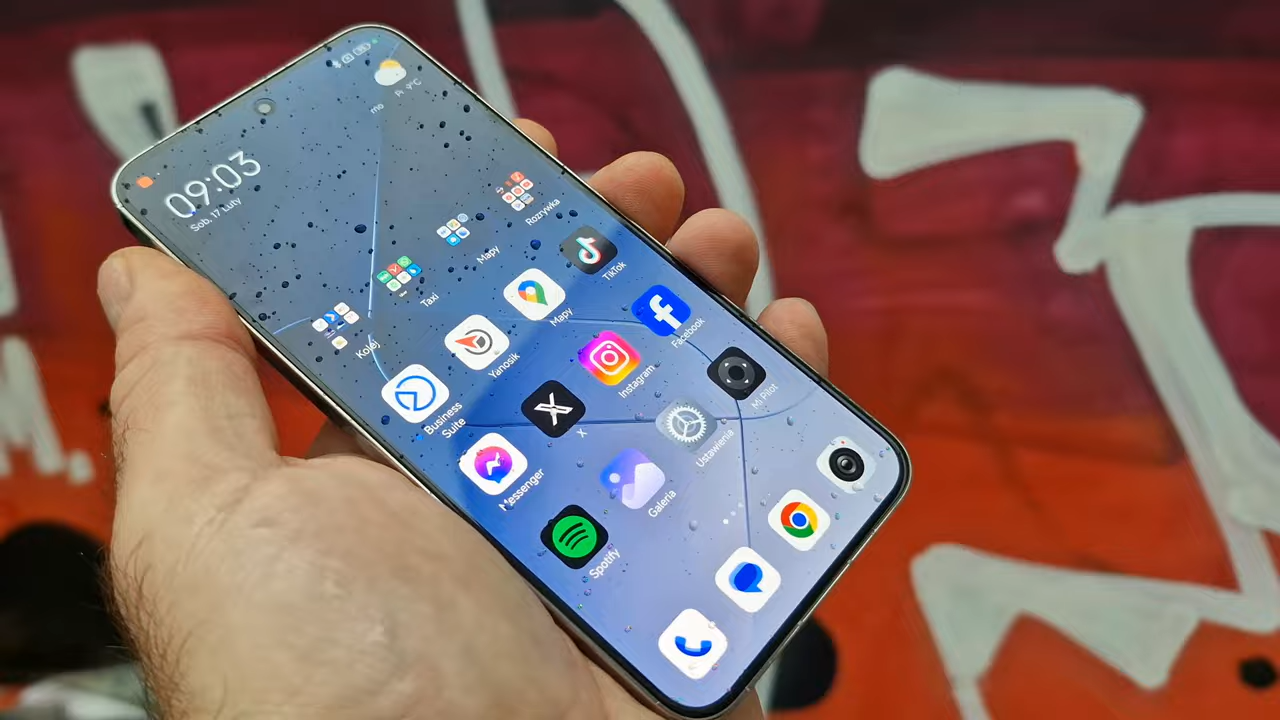 09:03
Sob. 17 Luty
9°C
Kolej
Taxi
Mapy
Rozrywka
Business
Suite
Yanosik
Mapy
TikTok
Messenger
X
Instagram
Facebook
Spotify
Galeria
Ustawienia
Mi Pilot